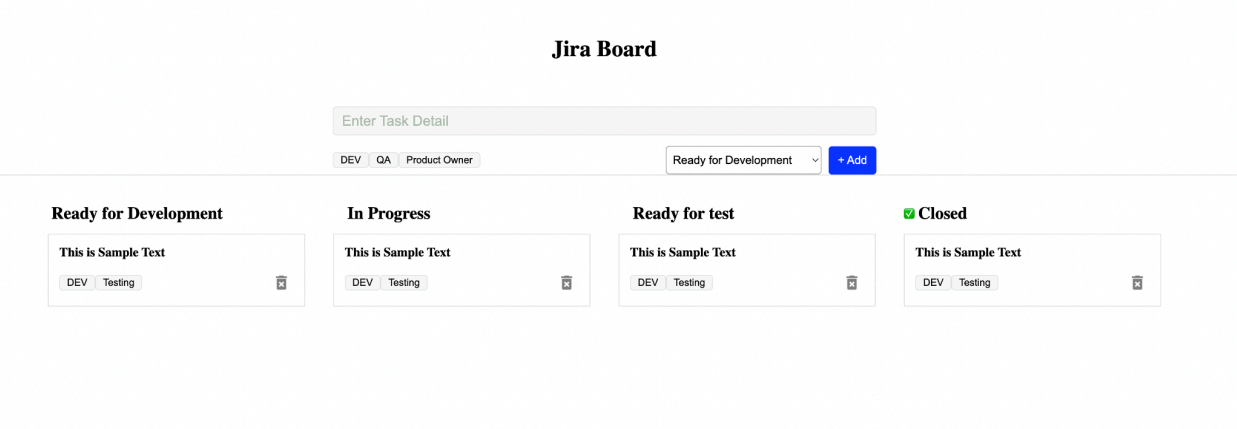 Jira Board
Enter Task Detail
DEV QA Product Owner Ready for Development + Add
Ready for Development In Progress Ready for test ✅ Closed
This is Sample Text This is Sample Text This is Sample Text This is Sample Text
DEV Testing DEV Testing DEV Testing DEV Testing